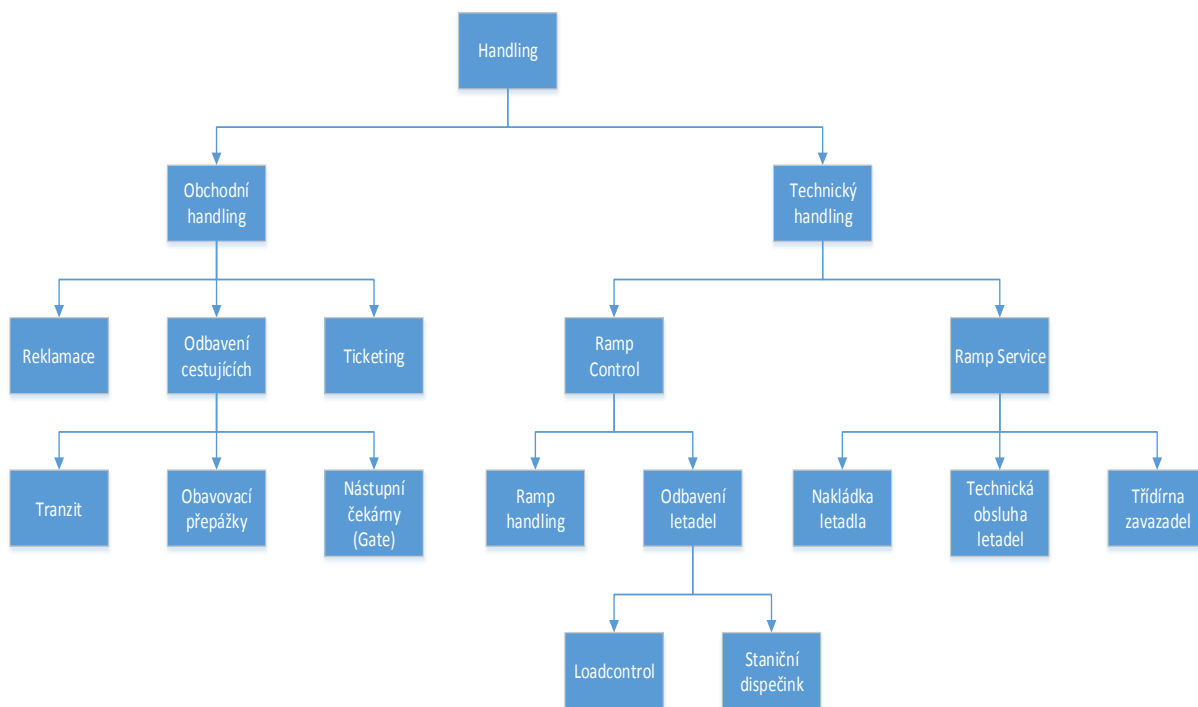 Handling
Obchodní
handling
Technický
handling
Reklamace
Odbavení
cestujících
Ticketing
Ramp
Control
Ramp Service
Tranzit
Obavovací
přepážky
Nástupní
čekárny
(Gate)
Ramp
handling
Odbavení
letadel
Nakládka
letadla
Technická
obsluha
letadel
Třídírna
zavazadel
Loadcontrol
Staniční
dispečink